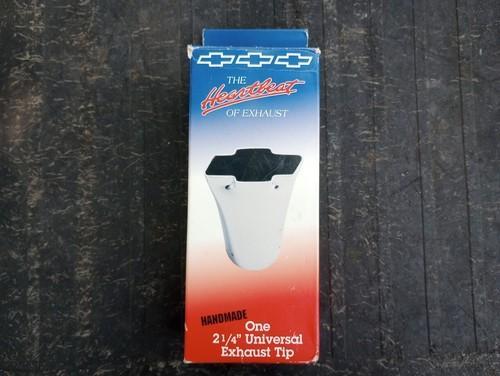 THE
Heartbeat
OF EXHAUST
HANDMADE
One
2 1/4" Universal
Exhaust Tip